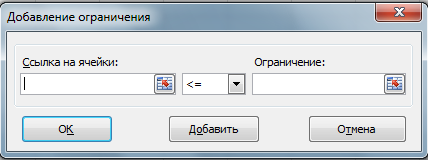 Добавление ограничения
Ссылка на ячейки: Ограничение:
<=
ОК Добавить Отмена